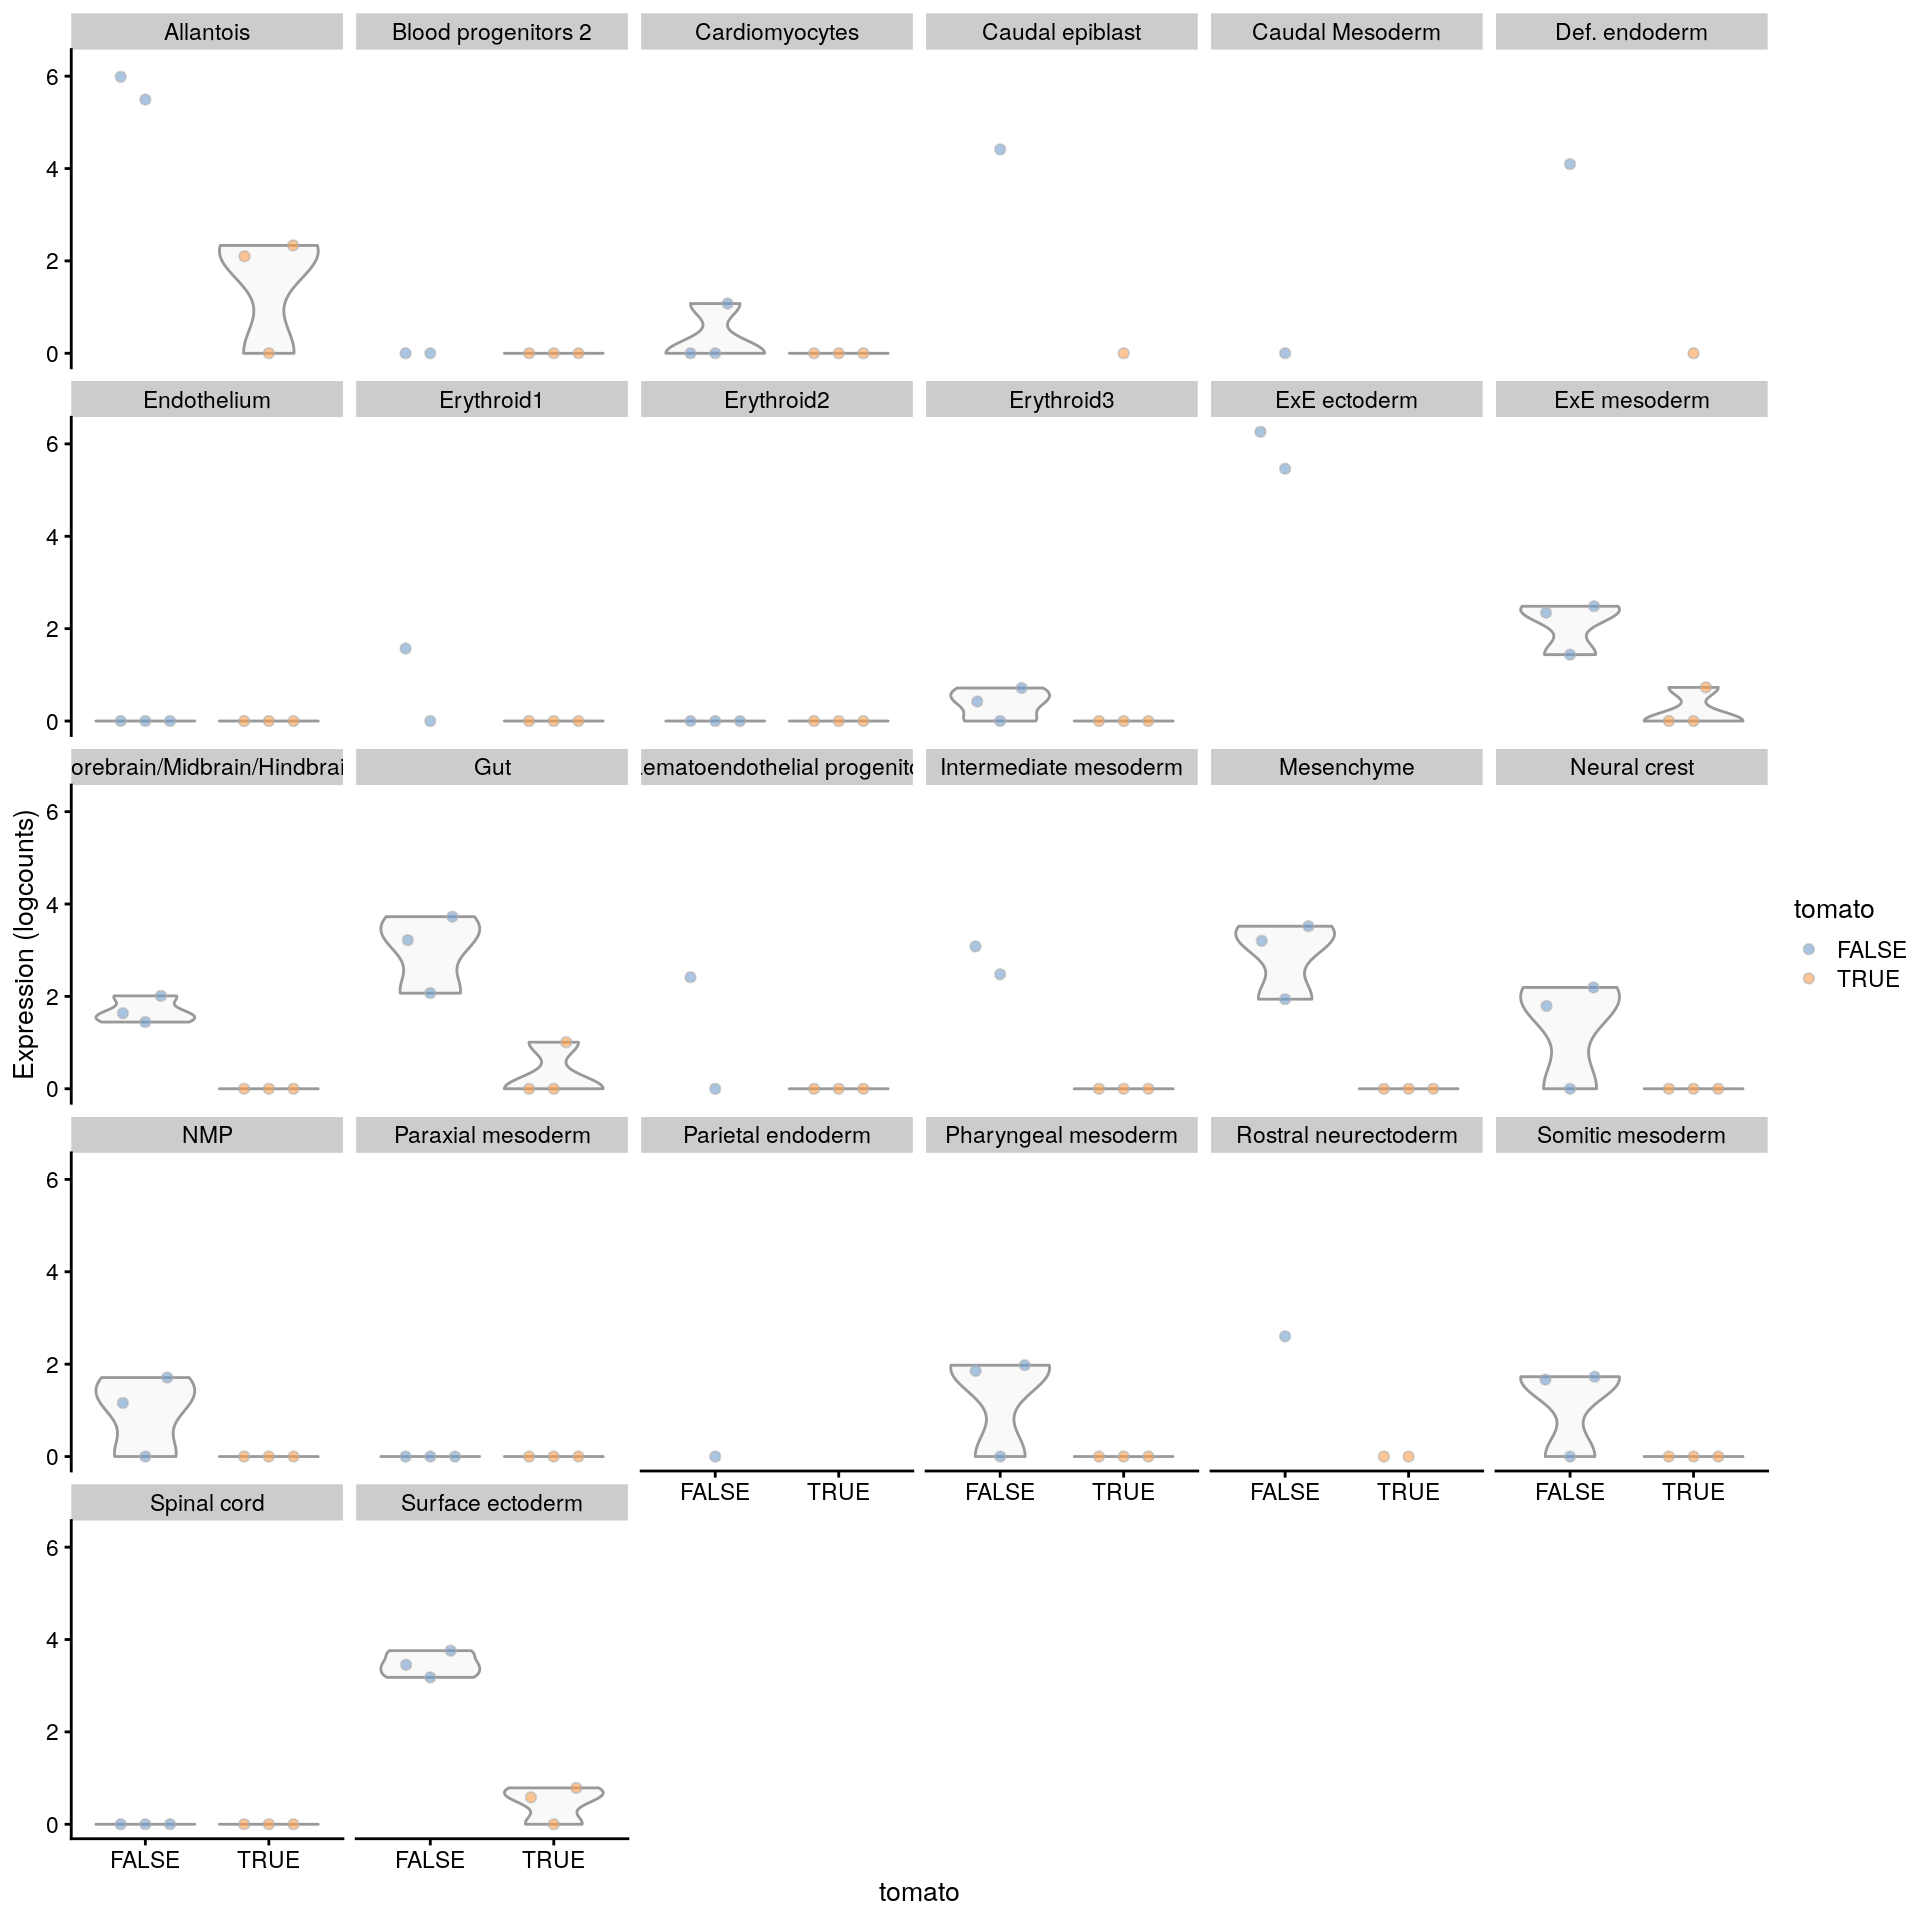 Allantois Blood progenitors 2 Cardiomyocytes Caudal epiblast Caudal Mesoderm Def. endoderm
6
4
2
0
Endothelium Erythroid1 Erythroid2 Erythroid3 ExE ectoderm ExE mesoderm
6
4
2
0
orebrain/Midbrain/Hindbrai Gut ematoendothelial progenito Intermediate mesoderm Mesenchyme Neural crest
6
4
2
0
Expression (logcounts)
tomato
FALSE
TRUE
NMP Paraxial mesoderm Parietal endoderm Pharyngeal mesoderm Rostral neurectoderm Somitic mesoderm
6
4
2
0
FALSE TRUE FALSE TRUE FALSE TRUE FALSE TRUE
Spinal cord Surface ectoderm
6
4
2
0
FALSE TRUE FALSE TRUE
tomato